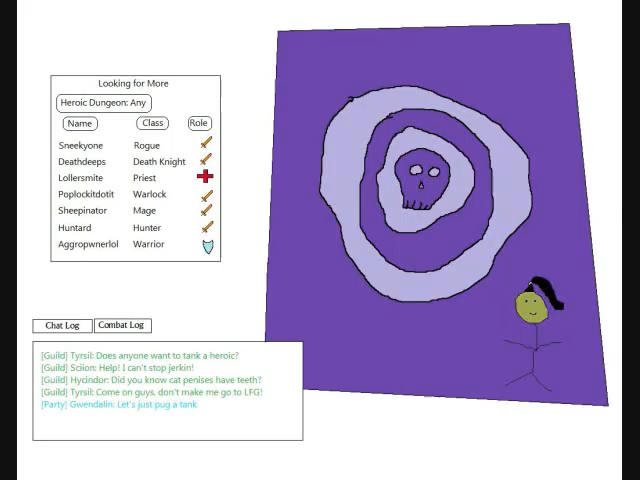 Looking for More
Heroic Dungeon: Any
Name Class Role
Sneekyone Rogue
Deathdeeps Death Knight
Lollersmite Priest
Poplockitdotit Warlock
Sheepinator Mage
Huntard Hunter
Aggropwnerlol Warrior
Chat Log Combat Log
[Guild] Tyrsil: Does anyone want to tank a heroic?
[Guild] Sciion: Help! I can't stop jerkin!
[Guild] Hycindor: Did you know cat penises have teeth?
[Guild] Tyrsil: Come on guys, don't make me go to LFG!
[Party] Gwendalin: Let's just pug a tank